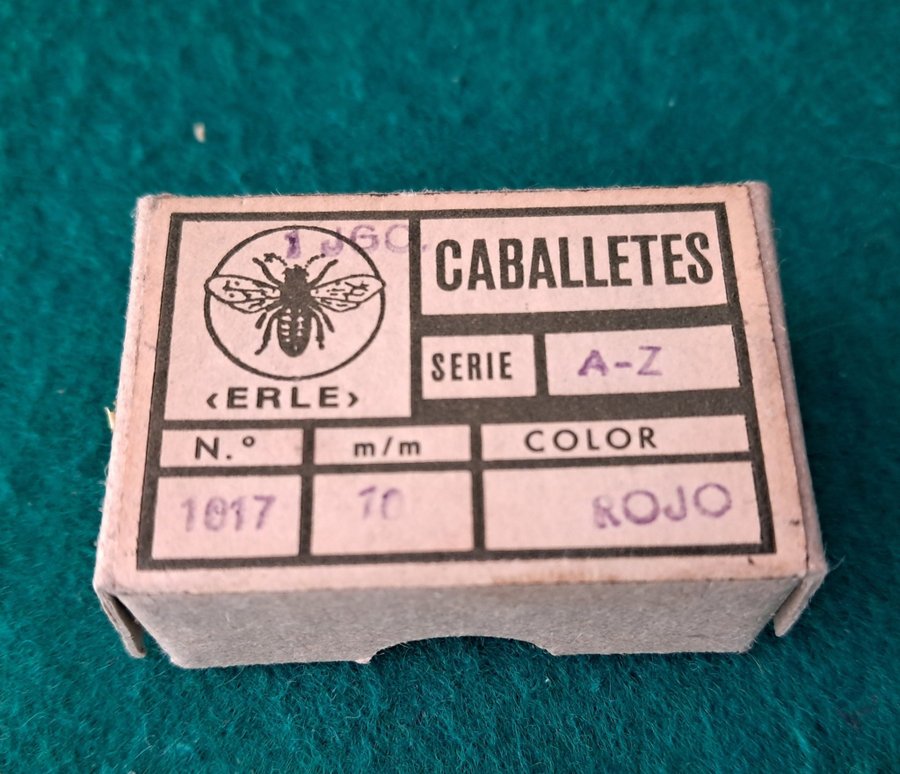 1 JGO.
‹ERLE›
CABALLETES
SERIE A-Z
N.º m/m COLOR
1017 10 ROJO